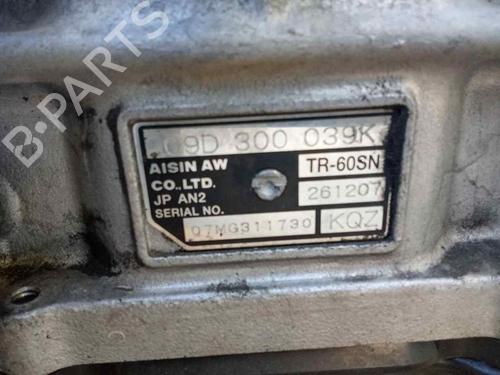 09D 300 039K
AISIN AW
CO.,LTD.
JP AN2
SERIAL NO.
TR-60SN
261207
07MG311730
KQZ
B-PARTS